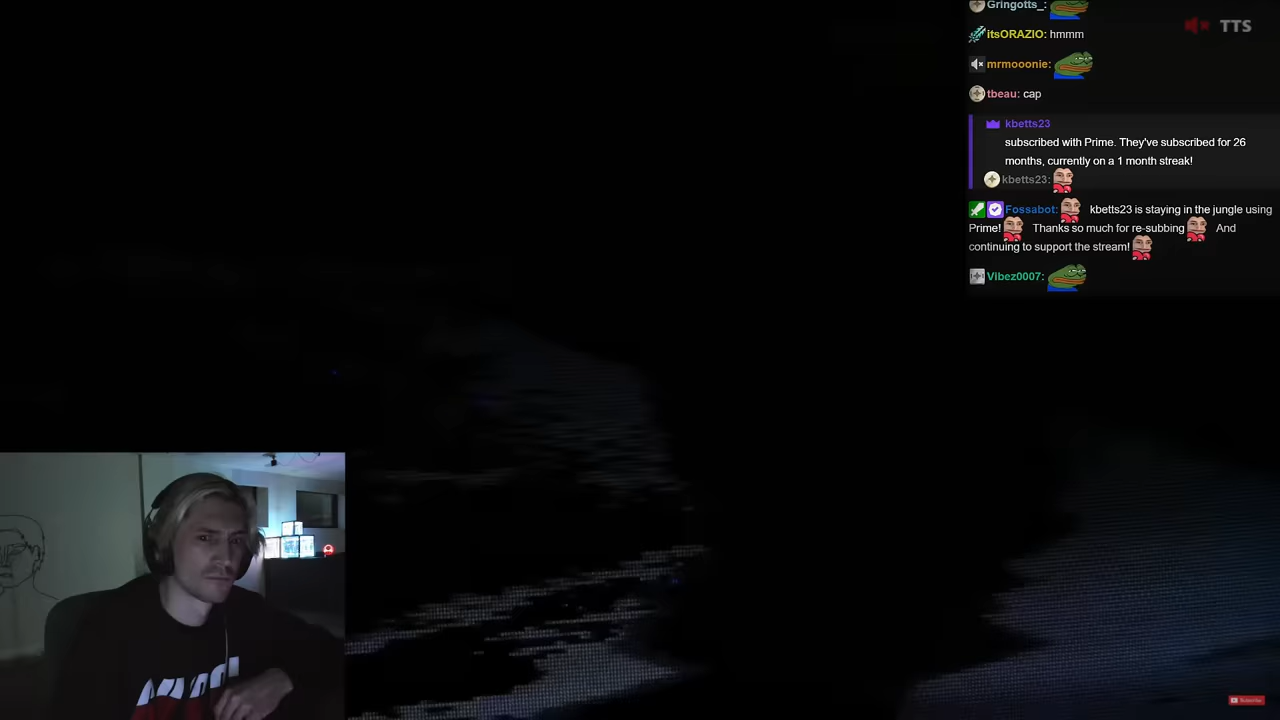 Gringotts_:
TTS
itsORAZIO: hmmm
mrmooonie:
tbeau: cap
kbetts23
subscribed with Prime. They've subscribed for 26
months, currently on a 1 month streak!
kbetts23:
Fossabot: kbetts23 is staying in the jungle using
Prime! Thanks so much for re-subbing And
continuing to support the stream!
Vibez0007:
Subscribe